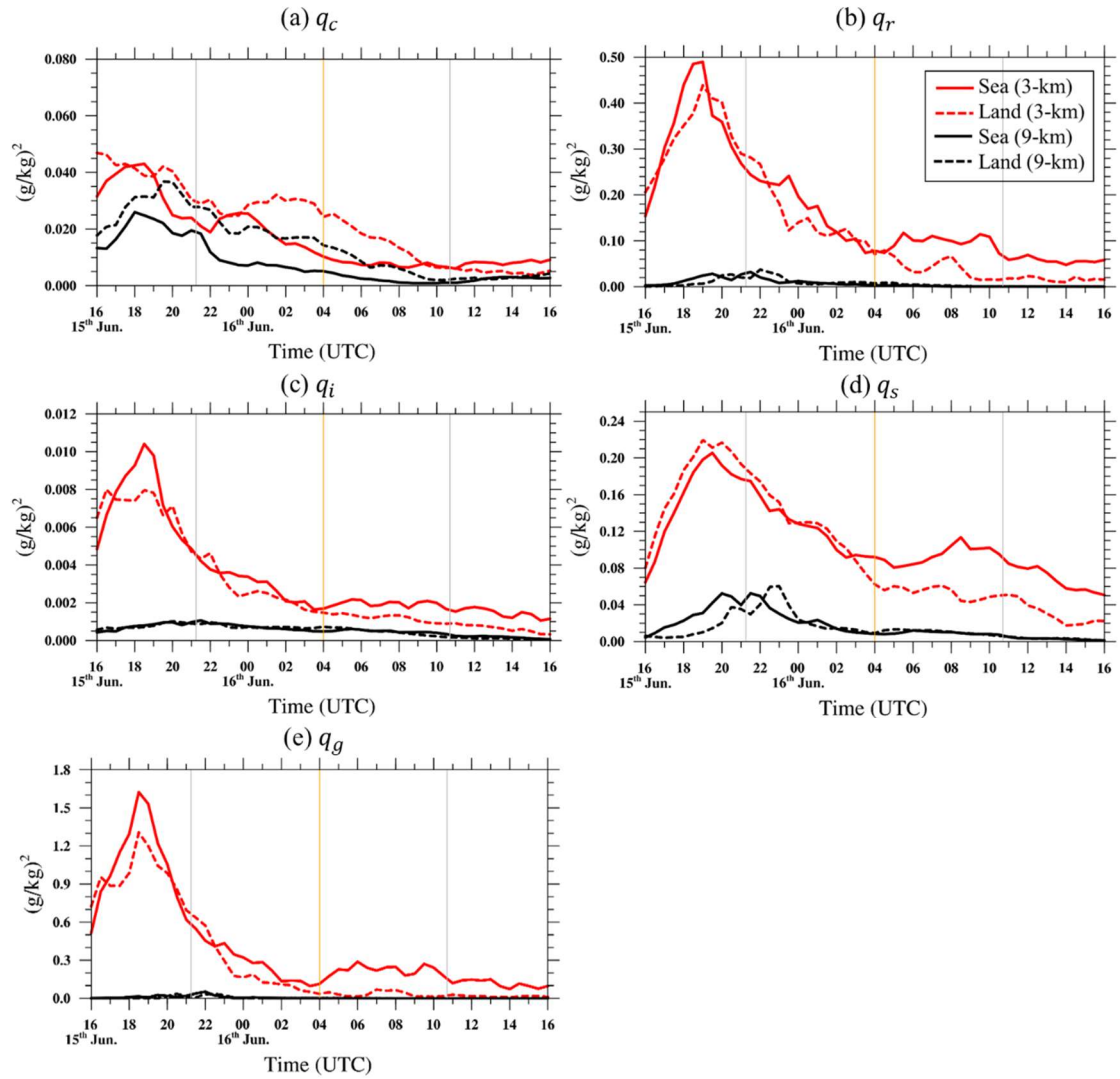 (a) q_c
0.080
0.060
0.040
0.020
0.000
(g/kg)²
16 18 20 22 00 02 04 06 08 10 12 14 16
15th Jun. 16th Jun.
Time (UTC)
(b) q_r
0.50
0.40
0.30
0.20
0.10
0.00
(g/kg)²
Sea (3-km)
Land (3-km)
Sea (9-km)
Land (9-km)
16 18 20 22 00 02 04 06 08 10 12 14 16
15th Jun. 16th Jun.
Time (UTC)
(c) q_i
0.012
0.010
0.008
0.006
0.004
0.002
0.000
(g/kg)²
16 18 20 22 00 02 04 06 08 10 12 14 16
15th Jun. 16th Jun.
Time (UTC)
(d) q_s
0.24
0.20
0.16
0.12
0.08
0.04
0.00
(g/kg)²
16 18 20 22 00 02 04 06 08 10 12 14 16
15th Jun. 16th Jun.
Time (UTC)
(e) q_g
1.8
1.5
1.2
0.9
0.6
0.3
0.0
(g/kg)²
16 18 20 22 00 02 04 06 08 10 12 14 16
15th Jun. 16th Jun.
Time (UTC)